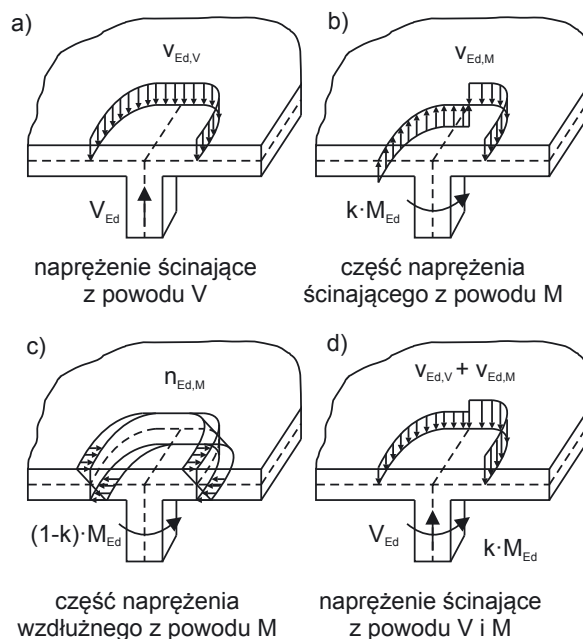 a)
v_Ed,V
V_Ed
naprężenie ścinające
z powodu V
b)
v_Ed,M
k·M_Ed
część naprężenia
ścinającego z powodu M
c)
n_Ed,M
(1-k)·M_Ed
część naprężenia
wzdłużnego z powodu M
d)
v_Ed,V + v_Ed,M
V_Ed
k·M_Ed
naprężenie ścinające
z powodu V i M